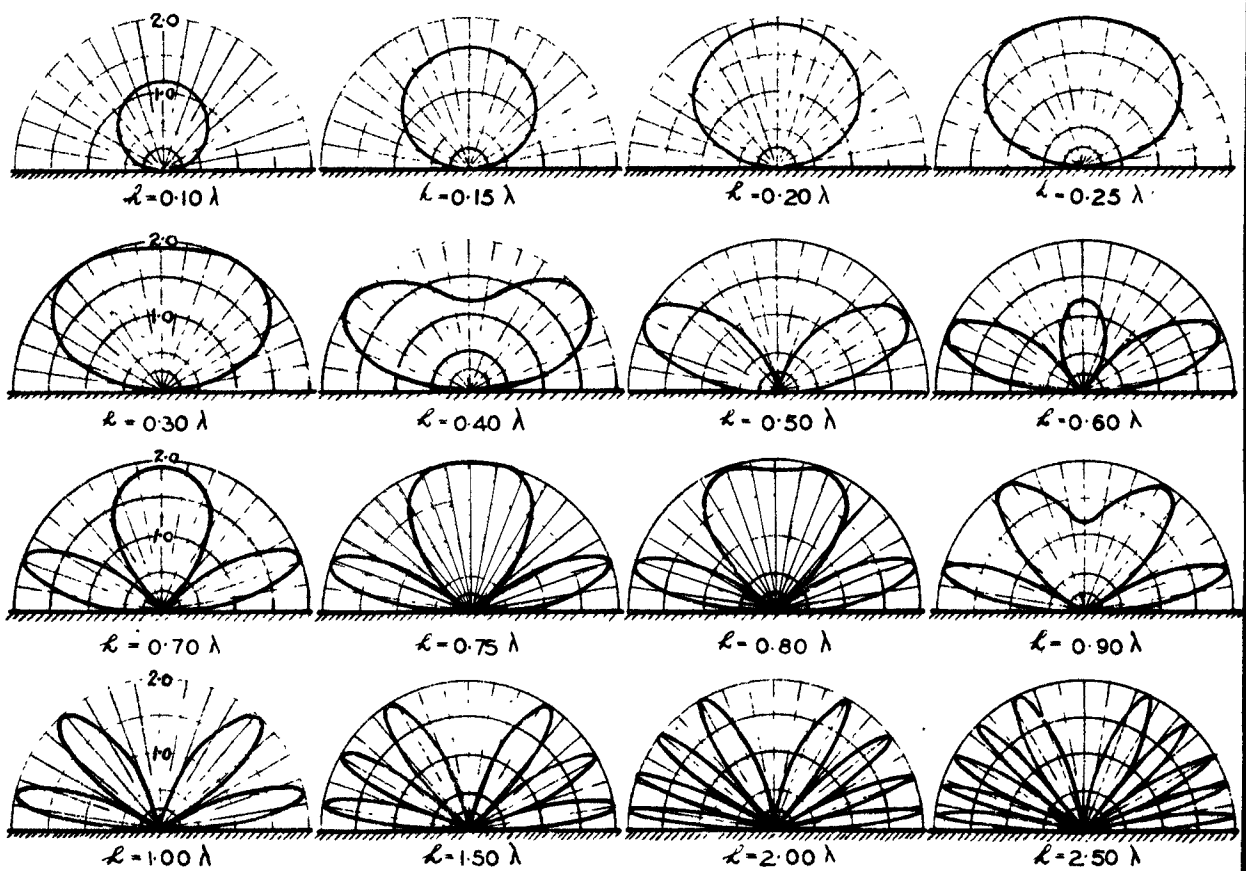 2.0
1.0
h = 0.10 λ
h = 0.15 λ
h = 0.20 λ
h = 0.25 λ
2.0
1.0
h = 0.30 λ
h = 0.40 λ
h = 0.50 λ
h = 0.60 λ
2.0
1.0
h = 0.70 λ
h = 0.75 λ
h = 0.80 λ
h = 0.90 λ
2.0
1.0
h = 1.00 λ
h = 1.50 λ
h = 2.00 λ
h = 2.50 λ